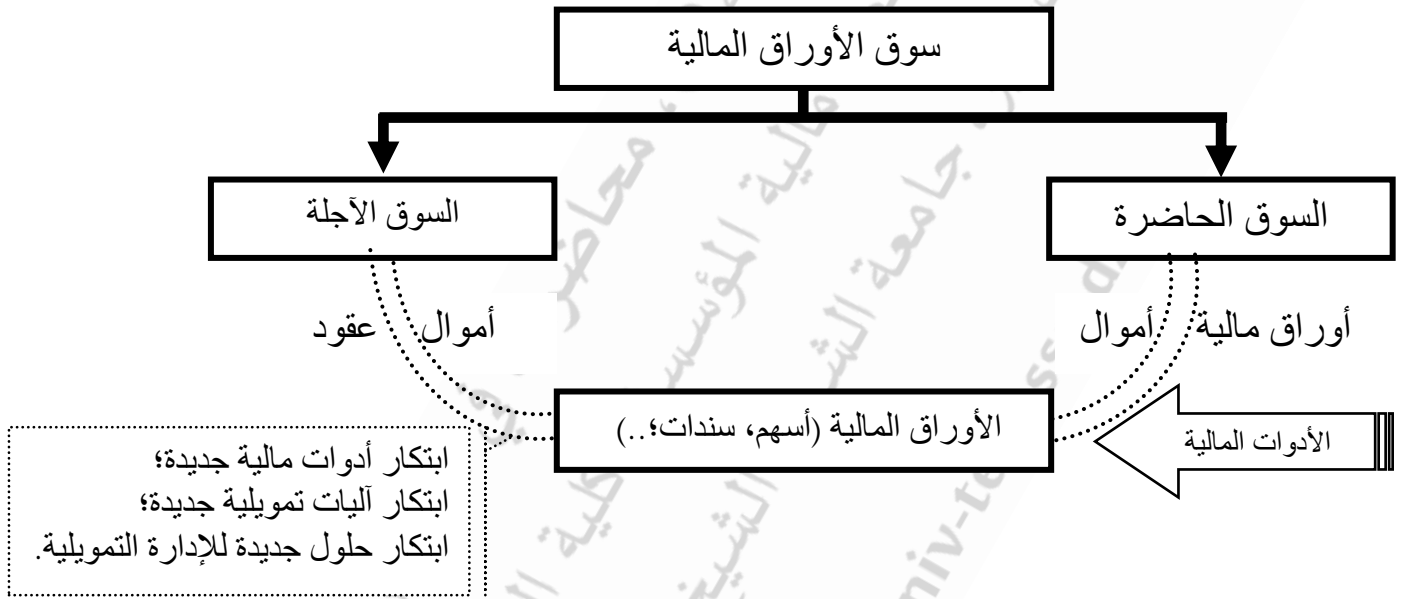 سوق الأوراق المالية
السوق الحاضرة
السوق الآجلة
أوراق مالية
أموال
أموال
عقود
الأوراق المالية (أسهم، سندات؛..)
الأدوات المالية
ابتكار أدوات مالية جديدة؛
ابتكار آليات تمويلية جديدة؛
ابتكار حلول جديدة للإدارة التمويلية.